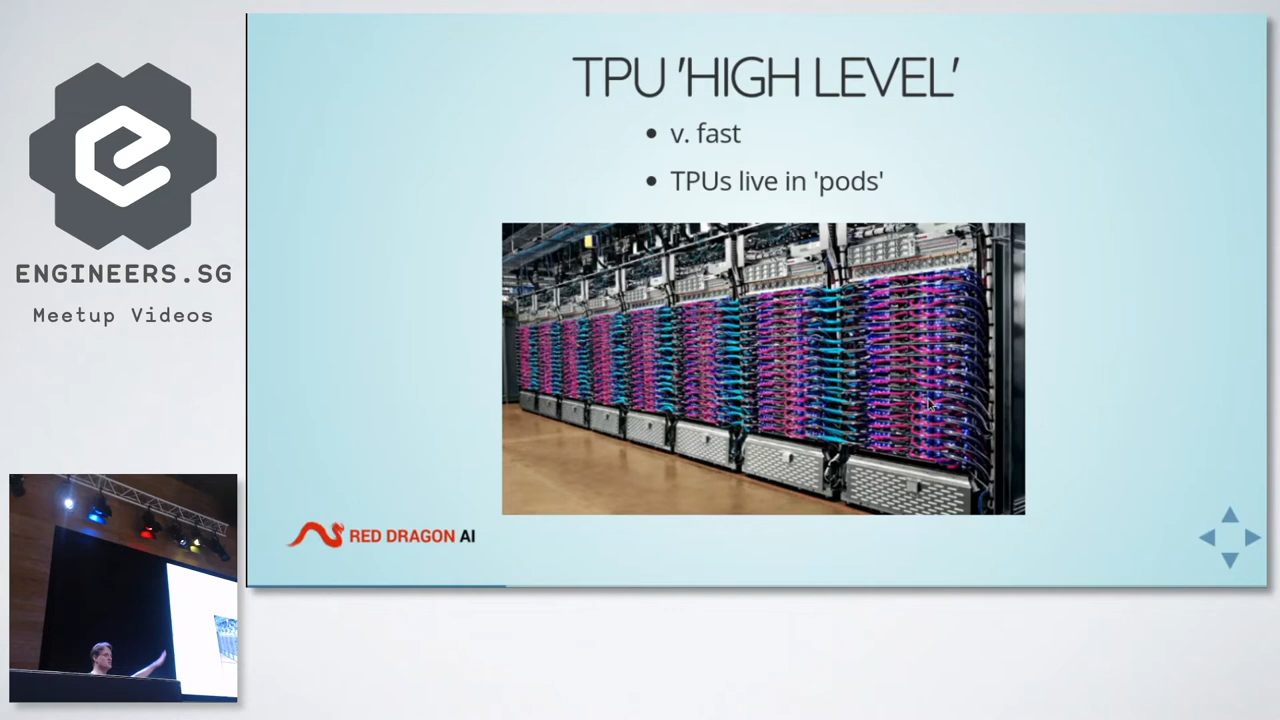 ENGINEERS.SG
Meetup Videos
TPU 'HIGH LEVEL'
v. fast
TPUs live in 'pods'
RED DRAGON AI